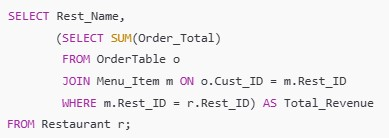 SELECT Rest_Name,
(SELECT SUM(Order_Total)
FROM OrderTable o
JOIN Menu_Item m ON o.Cust_ID = m.Rest_ID
WHERE m.Rest_ID = r.Rest_ID) AS Total_Revenue
FROM Restaurant r;